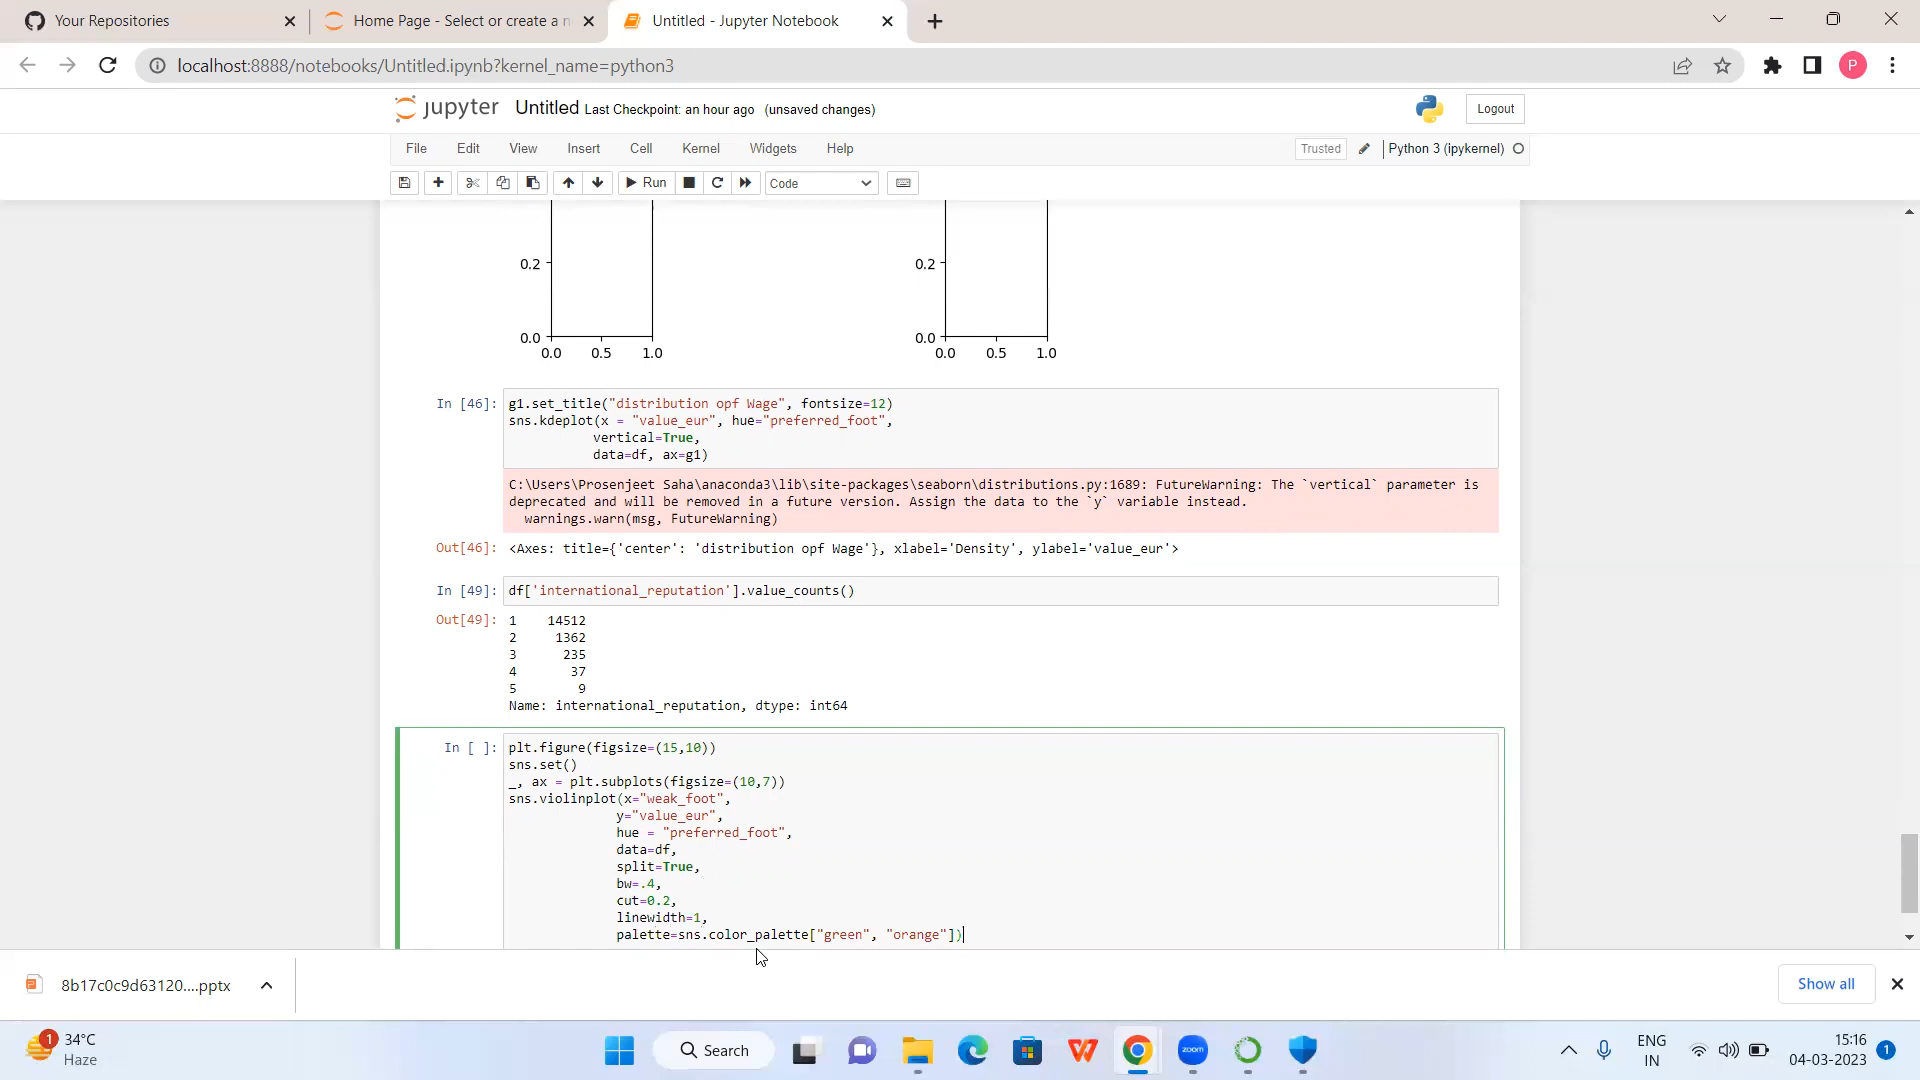 Your Repositories
Home Page - Select or create a n
Untitled - Jupyter Notebook
localhost:8888/notebooks/Untitled.ipynb?kernel_name=python3
P
jupyter Untitled Last Checkpoint: an hour ago (unsaved changes)
Logout
File Edit View Insert Cell Kernel Widgets Help
Trusted
Python 3 (ipykernel)
Run
Code
0.2
0.2
0.0
0.0
0.0 0.5 1.0
0.0 0.5 1.0
In [46]: g1.set_title("distribution opf Wage", fontsize=12)
sns.kdeplot(x = "value_eur", hue="preferred_foot",
vertical=True,
data=df, ax=g1)
C:\Users\Prosenjeet Saha\anaconda3\lib\site-packages\seaborn\distributions.py:1689: FutureWarning: The `vertical` parameter is
deprecated and will be removed in a future version. Assign the data to the `y` variable instead.
warnings.warn(msg, FutureWarning)
Out[46]: <Axes: title={'center': 'distribution opf Wage'}, xlabel='Density', ylabel='value_eur'>
In [49]: df['international_reputation'].value_counts()
Out[49]: 1 14512
2 1362
3 235
4 37
5 9
Name: international_reputation, dtype: int64
In [ ]: plt.figure(figsize=(15,10))
sns.set()
_, ax = plt.subplots(figsize=(10,7))
sns.violinplot(x="weak_foot",
y="value_eur",
hue = "preferred_foot",
data=df,
split=True,
bw=.4,
cut=0.2,
linewidth=1,
palette=sns.color_palette["green", "orange"])
8b17c0c9d63120....pptx
Show all
1
34°C
Haze
Search
W
zoom
ENG
IN
15:16
04-03-2023
1